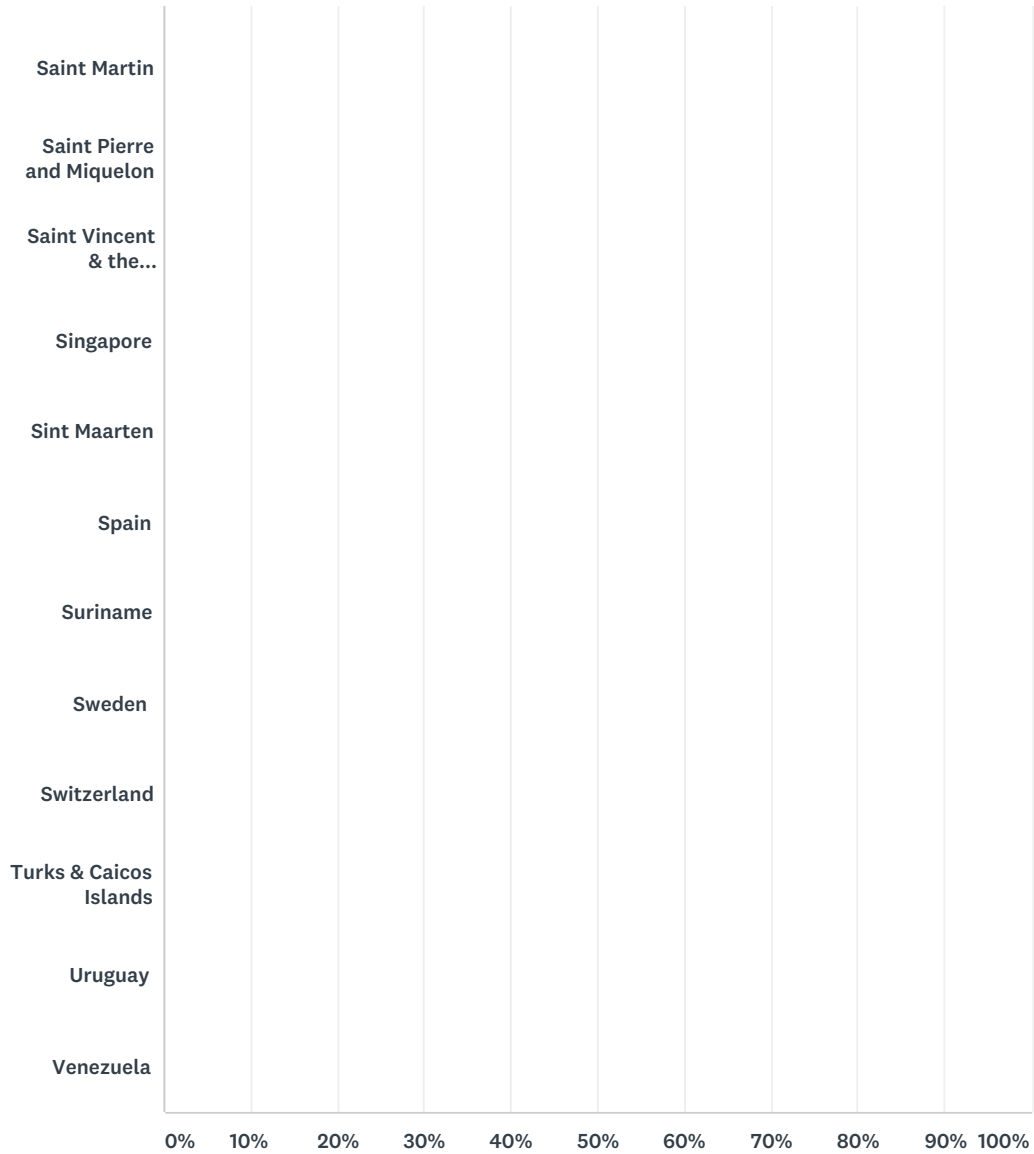 Saint Martin
Saint Pierre
and Miquelon
Saint Vincent
& the...
Singapore
Sint Maarten
Spain
Suriname
Sweden
Switzerland
Turks & Caicos
Islands
Uruguay
Venezuela
0% 10% 20% 30% 40% 50% 60% 70% 80% 90% 100%